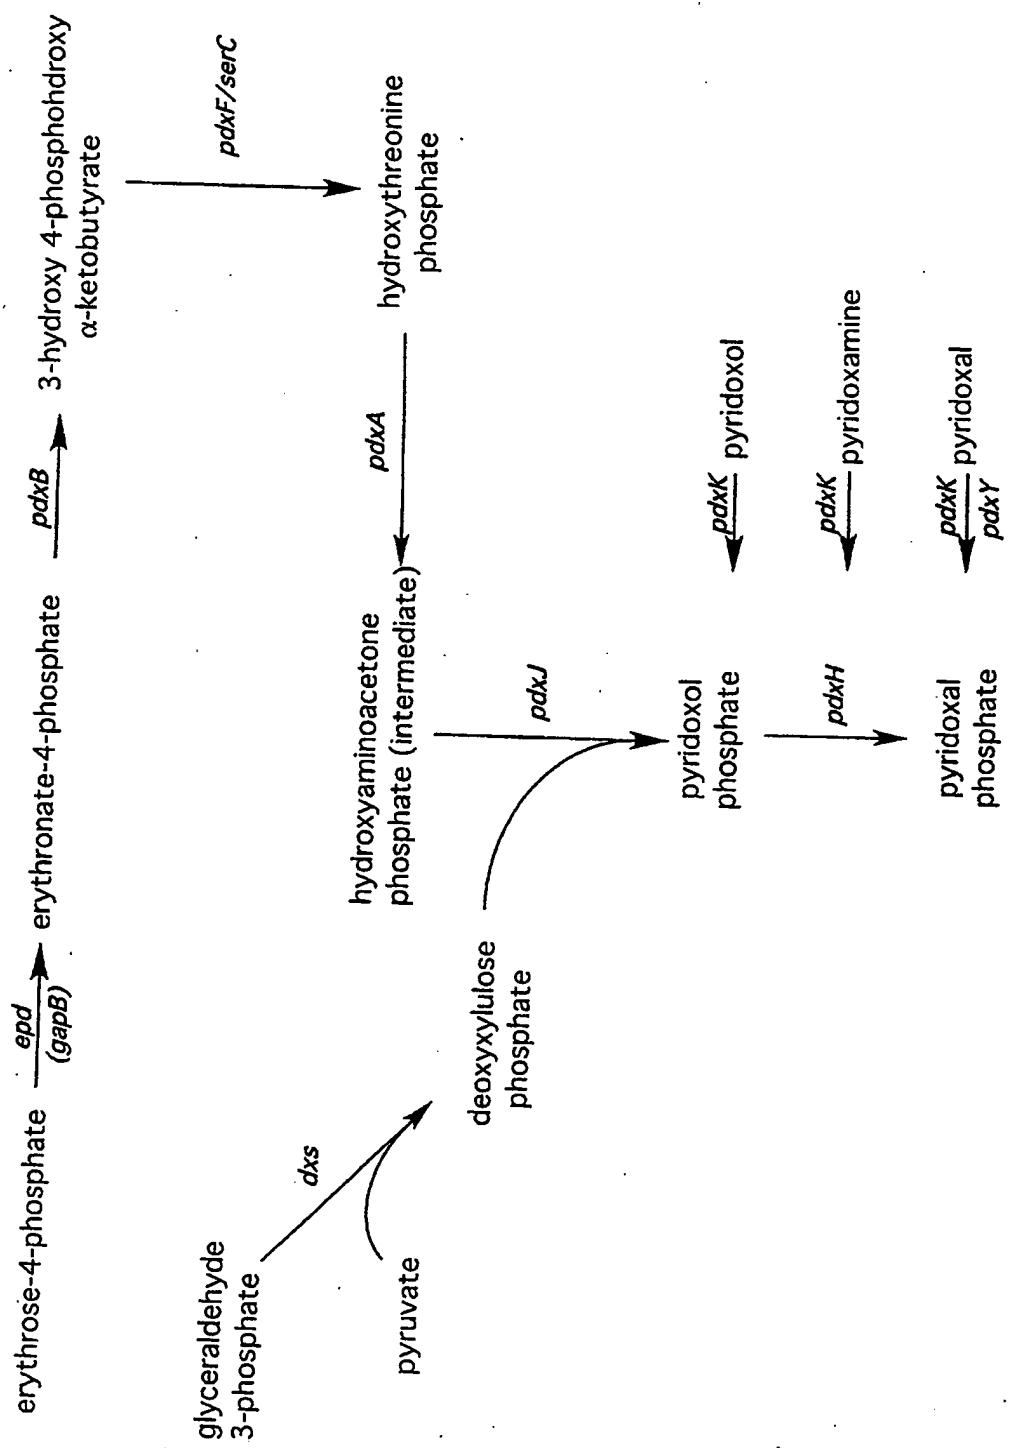 erythrose-4-phosphate
epd
(gapB)
erythronate-4-phosphate
pdxB
3-hydroxy 4-phosphohdroxy
α-ketobutyrate
pdxF/serC
glyceraldehyde
3-phosphate
dxs
pyruvate
deoxyxylulose
phosphate
hydroxyaminoacetone
phosphate (intermediate)
pdxA
hydroxythreonine
phosphate
pdxJ
pyridoxol
phosphate
pdxK
pyridoxol
pdxH
pdxK
pyridoxamine
pyridoxal
phosphate
pdxK
pdxY
pyridoxal